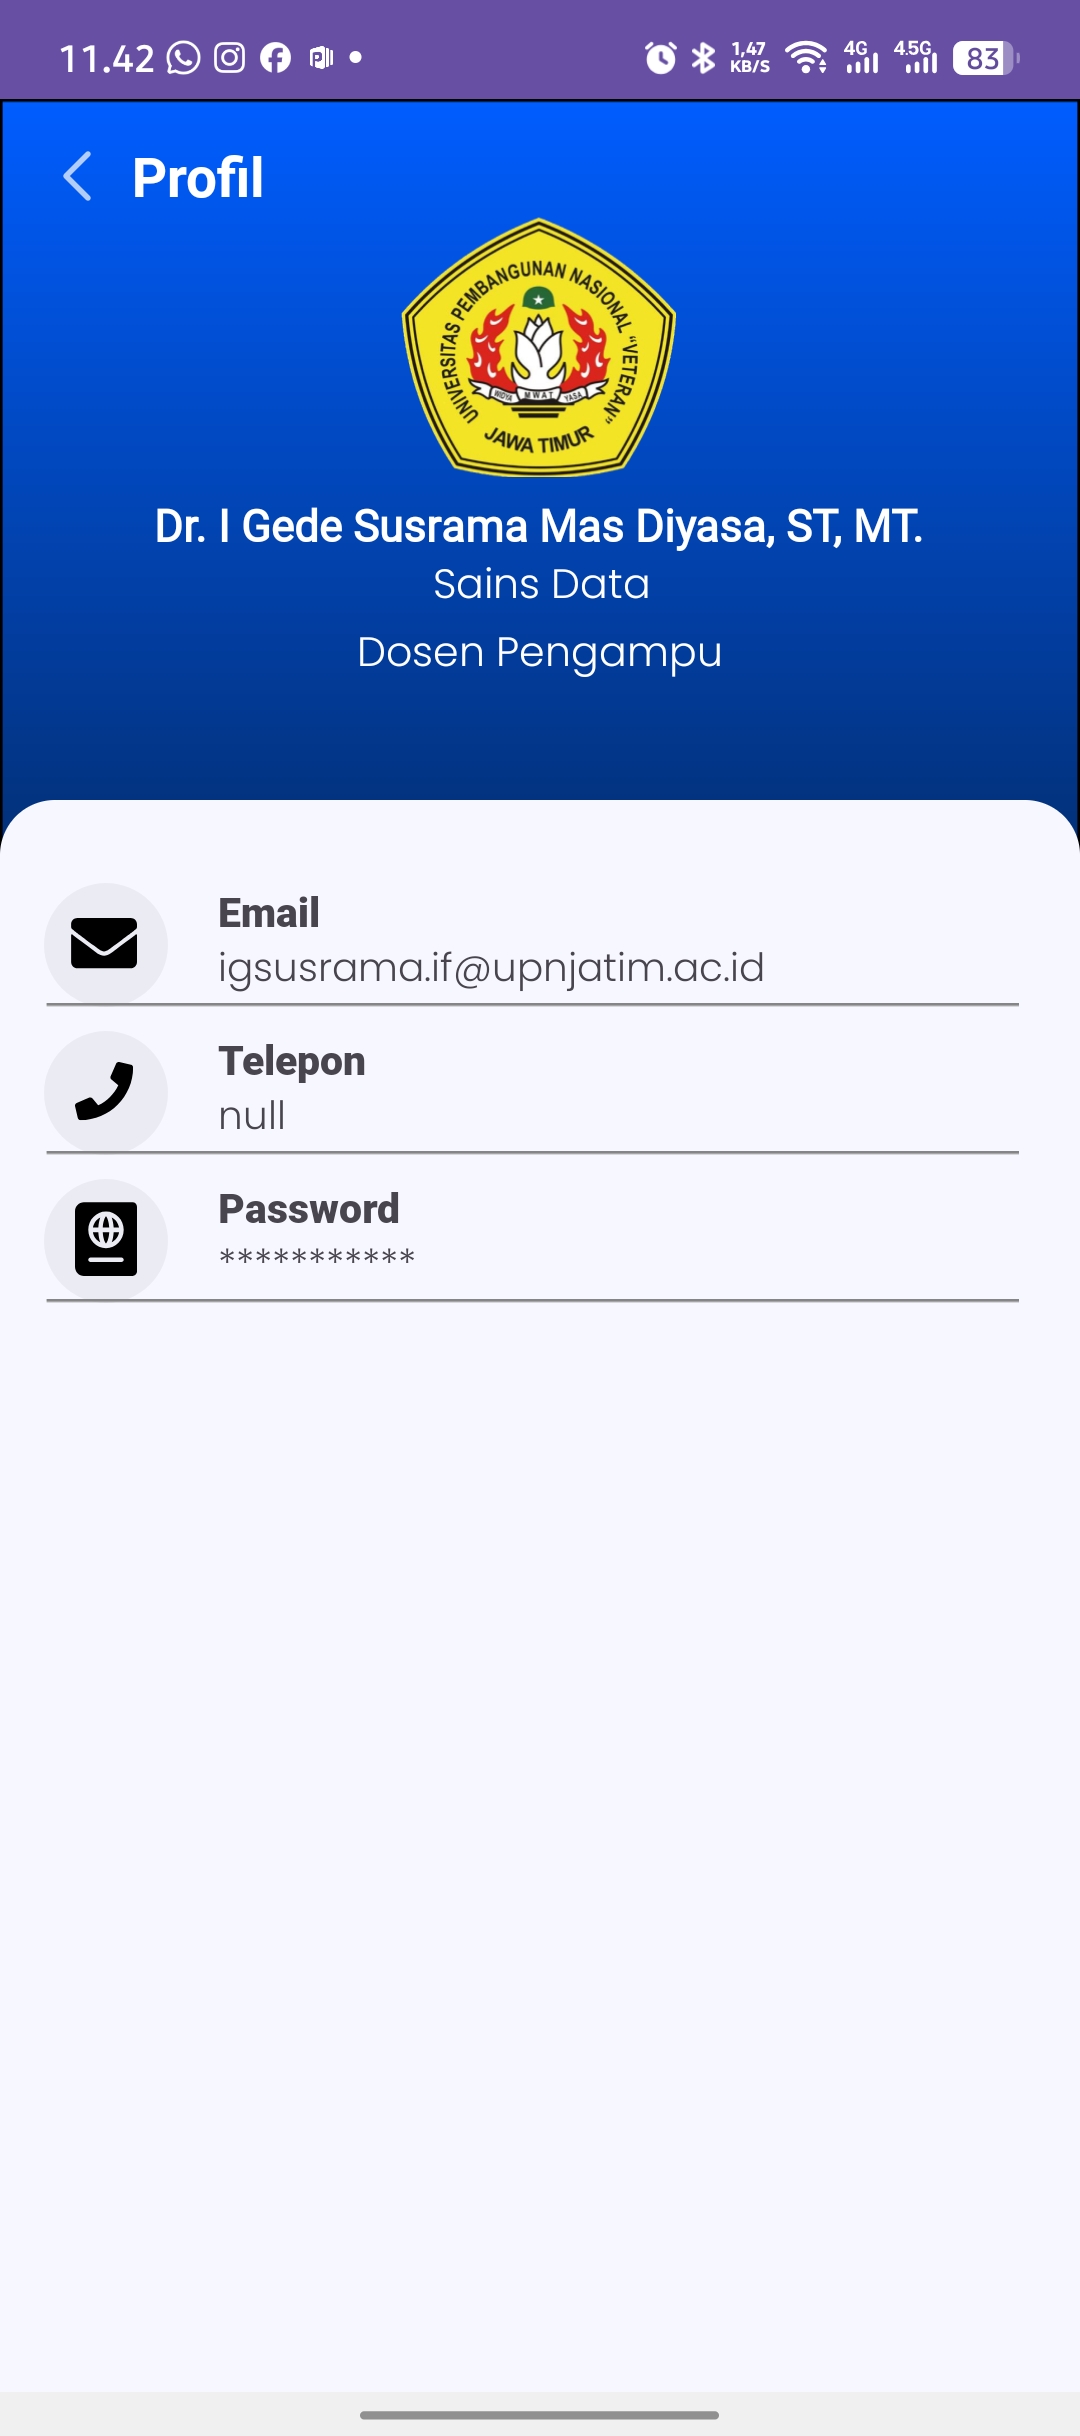 11.42
1,47
KB/S
4G
4.5G
83
Profil
UNIVERSITAS PEMBANGUNAN NASIONAL "VETERAN"
WIDYA MWAT YASA
JAWA TIMUR
Dr. I Gede Susrama Mas Diyasa, ST, MT.
Sains Data
Dosen Pengampu
Email
igsusrama.if@upnjatim.ac.id
Telepon
null
Password
***********